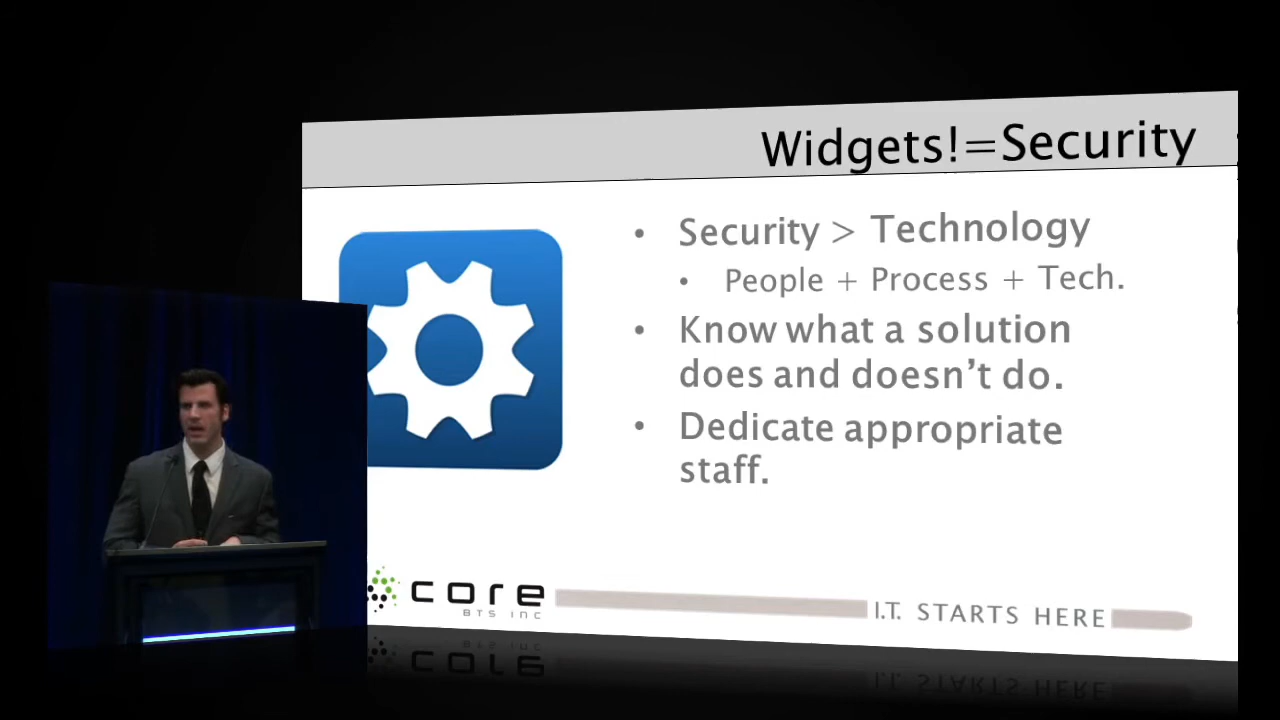 Widgets!=Security
• Security > Technology
• People + Process + Tech.
• Know what a solution
does and doesn't do.
• Dedicate appropriate
staff.
core
BTS INC
I.T. STARTS HERE